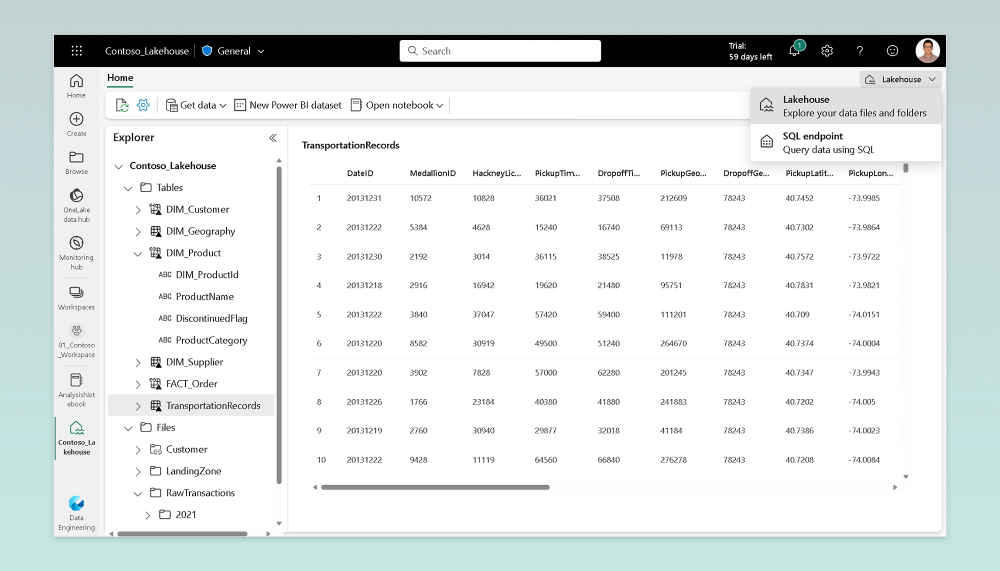 Contoso_Lakehouse
General
Search
Trial:
59 days left
1
?
Home
Lakehouse
Home
Create
Browse
OneLake
data hub
Monitoring
hub
Workspaces
01_Contoso
_Workspace
AnalysisNot
ebook
Contoso_La
kehouse
Data
Engineering
Get data
New Power BI dataset
Open notebook
Lakehouse
Explore your data files and folders
SQL endpoint
Query data using SQL
Explorer
Contoso_Lakehouse
Tables
DIM_Customer
DIM_Geography
DIM_Product
ABC DIM_ProductId
ABC ProductName
ABC DiscontinuedFlag
ABC ProductCategory
DIM_Supplier
FACT_Order
TransportationRecords
Files
Customer
LandingZone
RawTransactions
2021
TransportationRecords
DateID MedallionID HackneyLic... PickupTim... DropoffTi... PickupGeo... DropoffGe... PickupLatit... PickupLon...
1 20131231 10572 10828 36021 37508 212609 78243 40.7452 -73.9985
2 20131222 5384 4628 15240 16740 69113 78243 40.7302 -73.9864
3 20131230 2192 3014 36115 38525 11978 78243 40.7572 -73.9722
4 20131218 2916 16942 19620 21480 95751 78243 40.7831 -73.9821
5 20131222 3840 37047 57420 59400 111201 78243 40.709 -74.0151
6 20131220 8582 30919 49500 51240 264670 78243 40.7374 -74.0004
7 20131220 3902 7828 57000 62280 201245 78243 40.7347 -73.9943
8 20131226 1766 23184 40380 41880 241883 78243 40.7202 -74.005
9 20131219 2760 30940 29877 32018 41184 78243 40.7386 -74.0023
10 20131222 9428 11119 64560 66840 276278 78243 40.7208 -74.0084